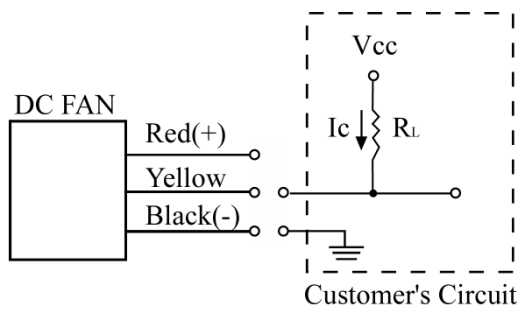 Vcc
DC FAN
Red(+)
Ic
RL
Yellow
Black(-)
Customer's Circuit